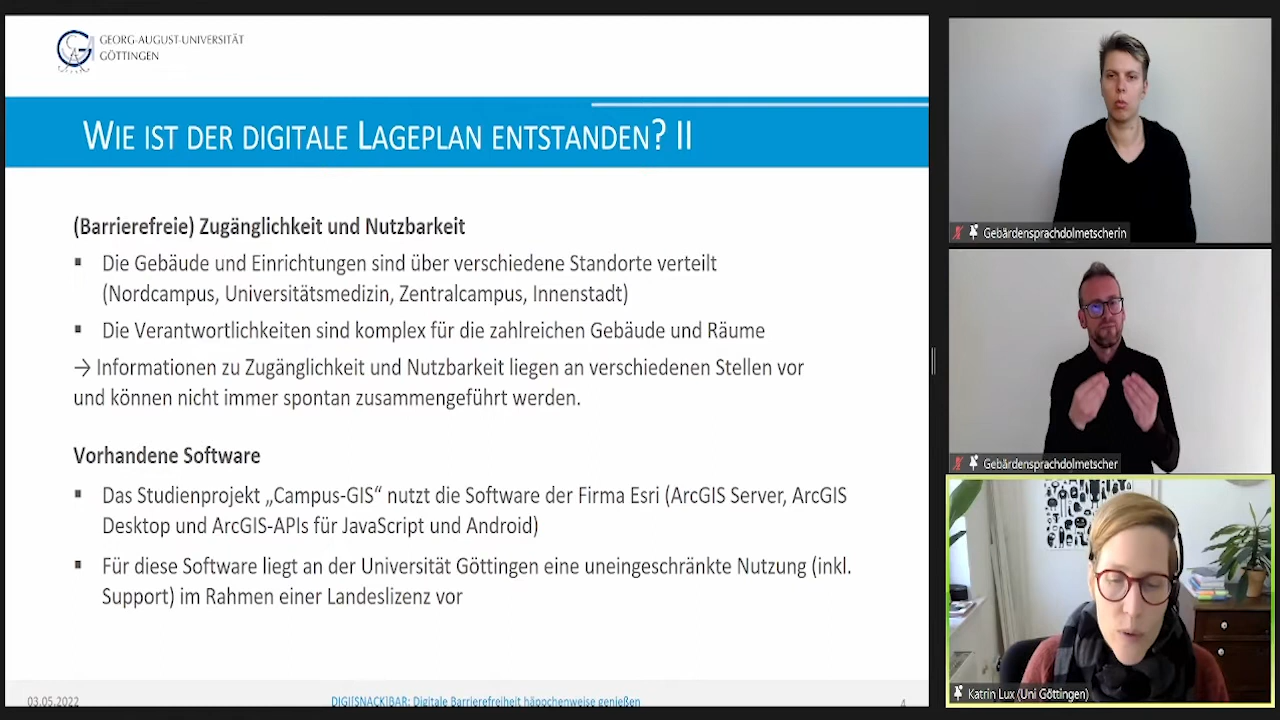 GEORG-AUGUST-UNIVERSITÄT
GÖTTINGEN
WIE IST DER DIGITALE LAGEPLAN ENTSTANDEN? II
(Barrierefreie) Zugänglichkeit und Nutzbarkeit
▪ Die Gebäude und Einrichtungen sind über verschiedene Standorte verteilt
(Nordcampus, Universitätsmedizin, Zentralcampus, Innenstadt)
▪ Die Verantwortlichkeiten sind komplex für die zahlreichen Gebäude und Räume
→ Informationen zu Zugänglichkeit und Nutzbarkeit liegen an verschiedenen Stellen vor
und können nicht immer spontan zusammengeführt werden.
Vorhandene Software
▪ Das Studienprojekt „Campus-GIS“ nutzt die Software der Firma Esri (ArcGIS Server, ArcGIS
Desktop und ArcGIS-APIs für JavaScript und Android)
▪ Für diese Software liegt an der Universität Göttingen eine uneingeschränkte Nutzung (inkl.
Support) im Rahmen einer Landeslizenz vor
03.05.2022
DIGI[SNACK]BAR: Digitale Barrierefreiheit häppchenweise genießen
4
Gebärdensprachdolmetscherin
Gebärdensprachdolmetscher
Katrin Lux (Uni Göttingen)